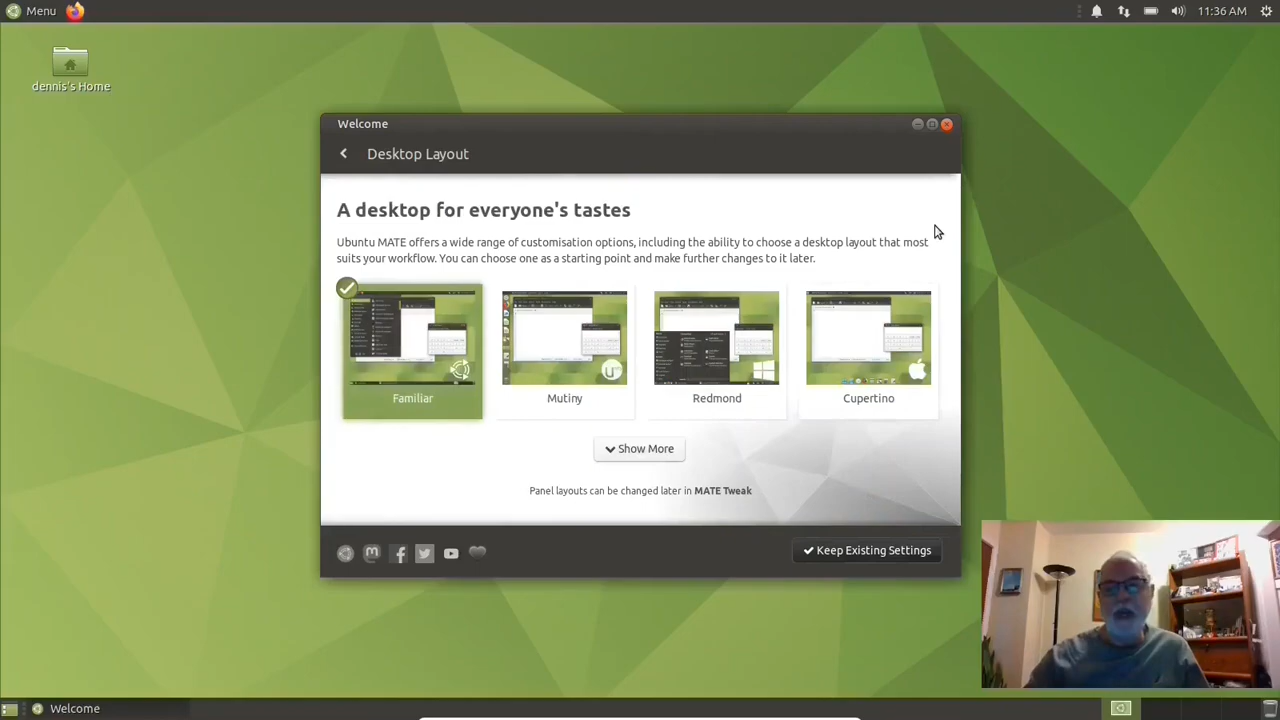 Menu
11:36 AM
dennis's Home
Welcome
Desktop Layout
A desktop for everyone's tastes
Ubuntu MATE offers a wide range of customisation options, including the ability to choose a desktop layout that most
suits your workflow. You can choose one as a starting point and make further changes to it later.
Familiar
Mutiny
Redmond
Cupertino
Show More
Panel layouts can be changed later in MATE Tweak
Keep Existing Settings
Welcome